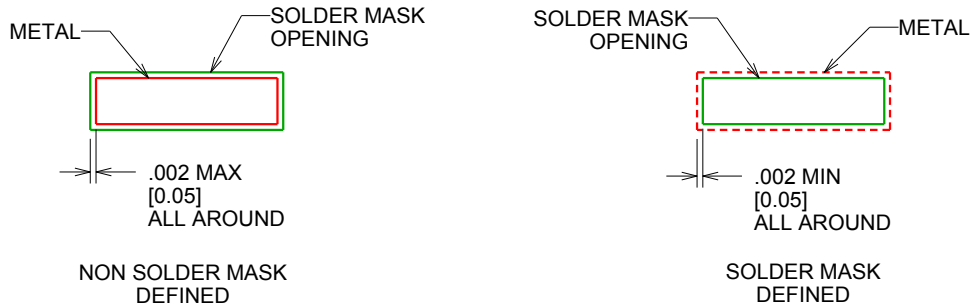 METAL
SOLDER MASK
OPENING
.002 MAX
[0.05]
ALL AROUND
NON SOLDER MASK
DEFINED
SOLDER MASK
OPENING
METAL
.002 MIN
[0.05]
ALL AROUND
SOLDER MASK
DEFINED